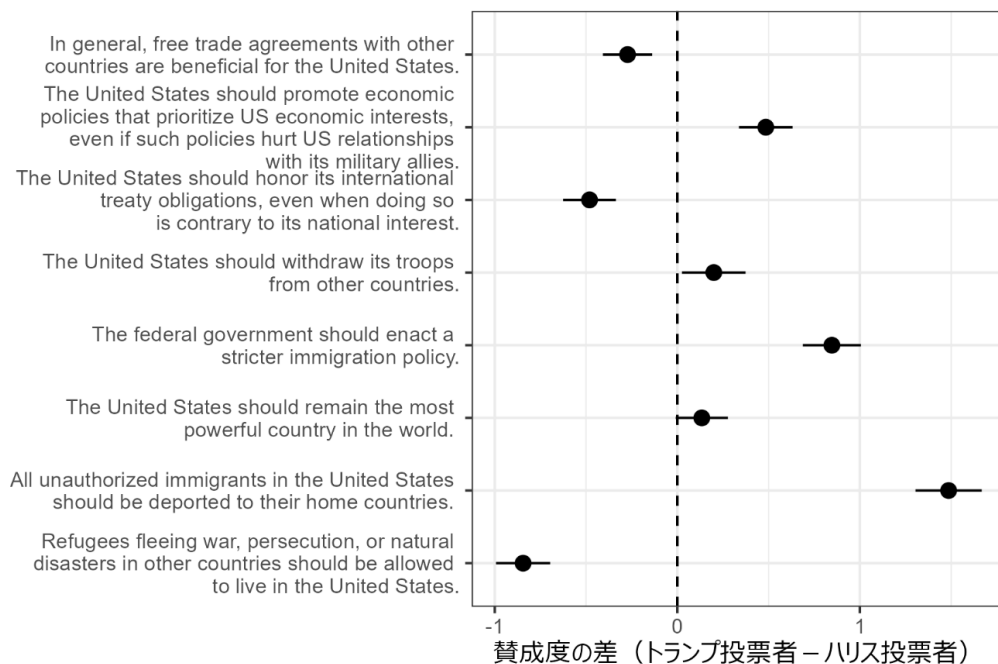 In general, free trade agreements with other
countries are beneficial for the United States.
The United States should promote economic
policies that prioritize US economic interests,
even if such policies hurt US relationships
with its military allies.
The United States should honor its international
treaty obligations, even when doing so
is contrary to its national interest.
The United States should withdraw its troops
from other countries.
The federal government should enact a
stricter immigration policy.
The United States should remain the most
powerful country in the world.
All unauthorized immigrants in the United States
should be deported to their home countries.
Refugees fleeing war, persecution, or natural
disasters in other countries should be allowed
to live in the United States.
-1 0 1
賛成度の差（トランプ投票者－ハリス投票者）